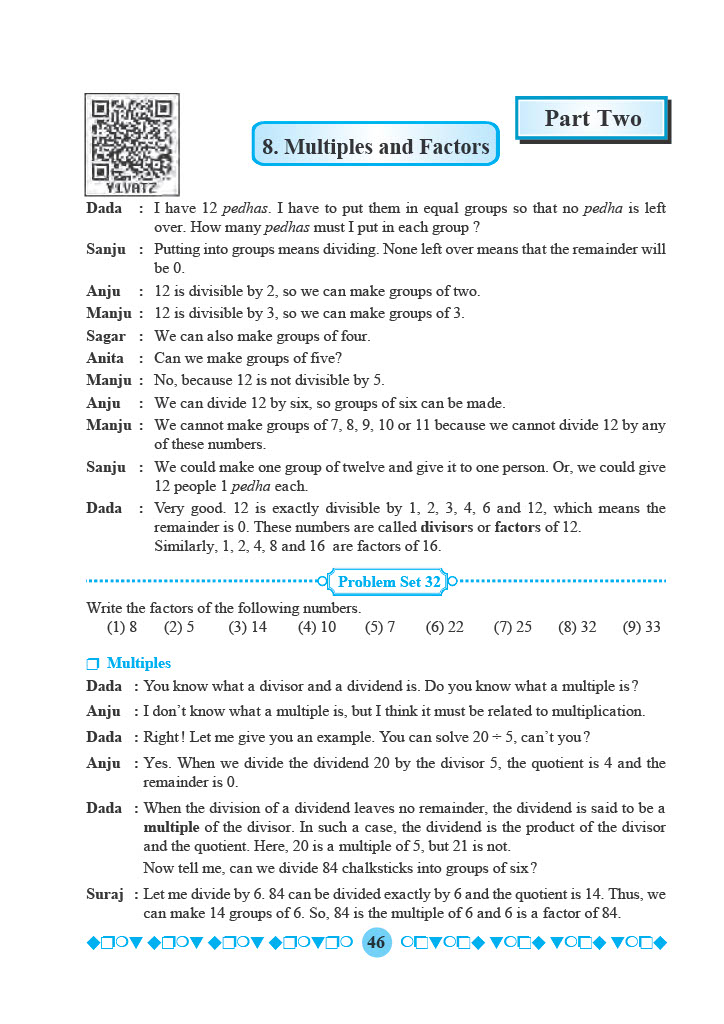 Part Two
8. Multiples and Factors
Y1VATZ
Dada : I have 12 pedhas. I have to put them in equal groups so that no pedha is left
over. How many pedhas must I put in each group ?
Sanju : Putting into groups means dividing. None left over means that the remainder will
be 0.
Anju : 12 is divisible by 2, so we can make groups of two.
Manju : 12 is divisible by 3, so we can make groups of 3.
Sagar : We can also make groups of four.
Anita : Can we make groups of five?
Manju : No, because 12 is not divisible by 5.
Anju : We can divide 12 by six, so groups of six can be made.
Manju : We cannot make groups of 7, 8, 9, 10 or 11 because we cannot divide 12 by any
of these numbers.
Sanju : We could make one group of twelve and give it to one person. Or, we could give
12 people 1 pedha each.
Dada : Very good. 12 is exactly divisible by 1, 2, 3, 4, 6 and 12, which means the
remainder is 0. These numbers are called divisors or factors of 12.
Similarly, 1, 2, 4, 8 and 16 are factors of 16.
Problem Set 32
Write the factors of the following numbers.
(1) 8 (2) 5 (3) 14 (4) 10 (5) 7 (6) 22 (7) 25 (8) 32 (9) 33
❒ Multiples
Dada : You know what a divisor and a dividend is. Do you know what a multiple is?
Anju : I don't know what a multiple is, but I think it must be related to multiplication.
Dada : Right! Let me give you an example. You can solve 20 ÷ 5, can't you?
Anju : Yes. When we divide the dividend 20 by the divisor 5, the quotient is 4 and the
remainder is 0.
Dada : When the division of a dividend leaves no remainder, the dividend is said to be a
multiple of the divisor. In such a case, the dividend is the product of the divisor
and the quotient. Here, 20 is a multiple of 5, but 21 is not.
Now tell me, can we divide 84 chalksticks into groups of six?
Suraj : Let me divide by 6. 84 can be divided exactly by 6 and the quotient is 14. Thus, we
can make 14 groups of 6. So, 84 is the multiple of 6 and 6 is a factor of 84.
46